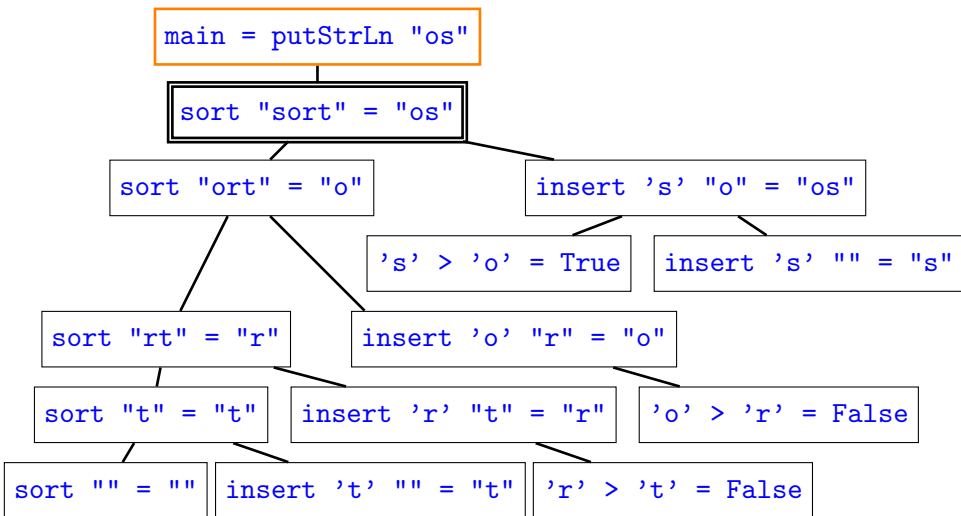 main = putStrLn "os"
sort "sort" = "os"
sort "ort" = "o"
insert 's' "o" = "os"
's' > 'o' = True
insert 's' "" = "s"
sort "rt" = "r"
insert 'o' "r" = "o"
sort "t" = "t"
insert 'r' "t" = "r"
'o' > 'r' = False
sort "" = ""
insert 't' "" = "t"
'r' > 't' = False